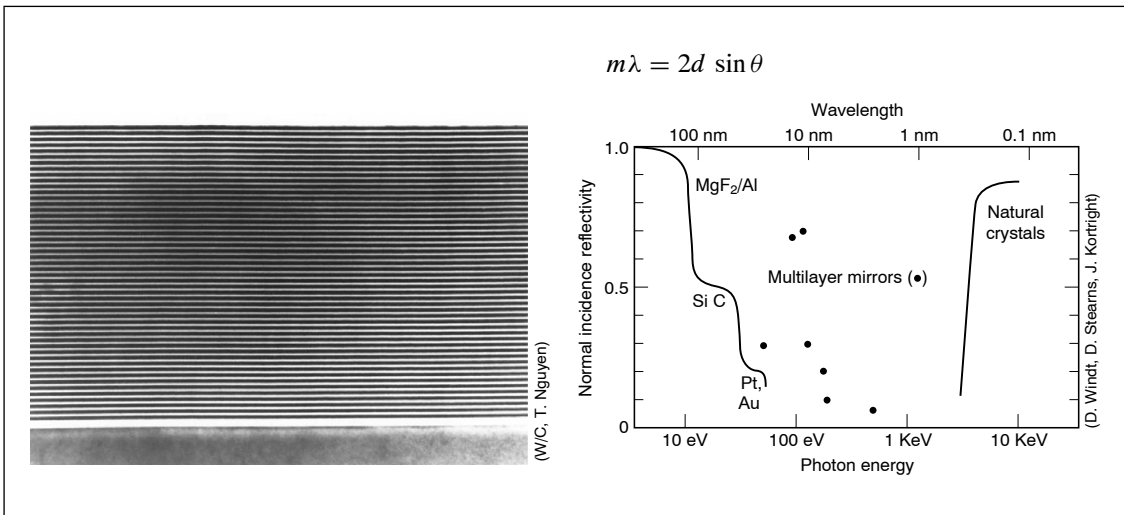 mλ = 2d sin θ
(W/C, T. Nguyen)
Wavelength
100 nm
10 nm
1 nm
0.1 nm
Normal incidence reflectivity
1.0
0.5
0
MgF₂/Al
Si C
Pt,
Au
Multilayer mirrors (•)
Natural
crystals
10 eV
100 eV
1 KeV
10 KeV
Photon energy
(D. Windt, D. Stearns, J. Kortright)